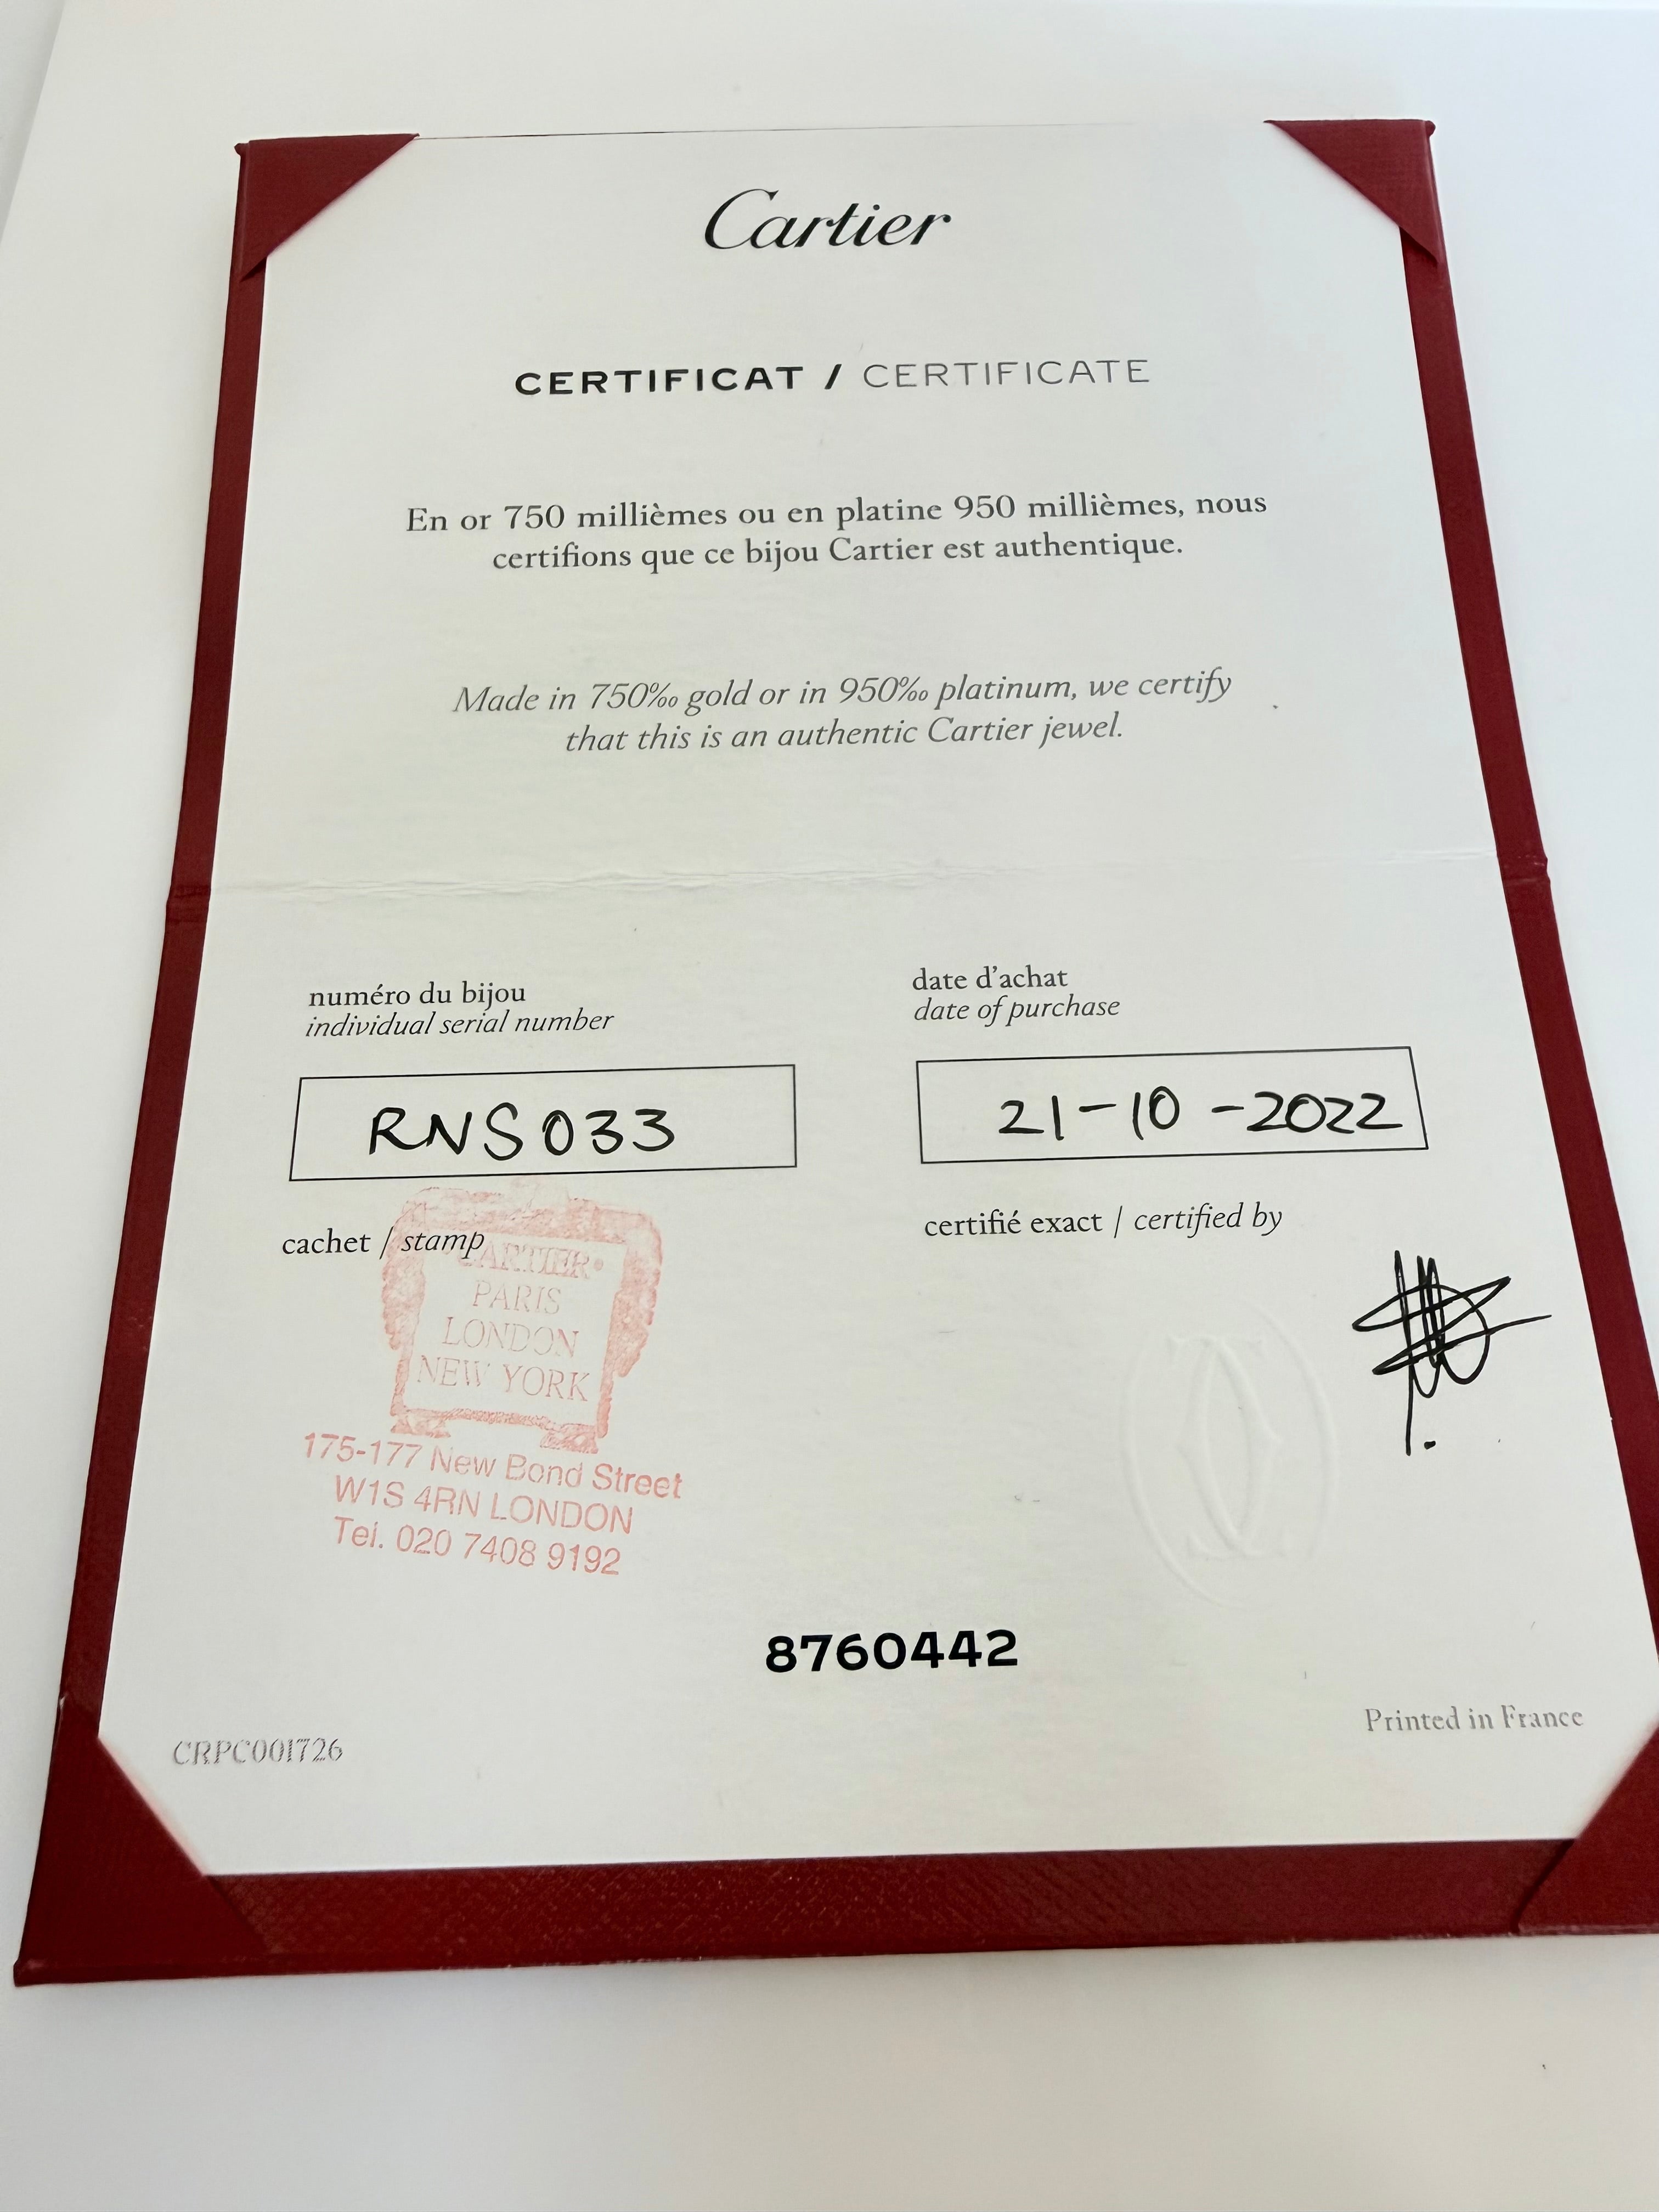 Cartier
CERTIFICAT / CERTIFICATE
En or 750 millièmes ou en platine 950 millièmes, nous
certifions que ce bijou Cartier est authentique.
Made in 750‰ gold or in 950‰ platinum, we certify
that this is an authentic Cartier jewel.
numéro du bijou
individual serial number
RNS033
date d'achat
date of purchase
21-10-2022
cachet / stamp
CARTIER
PARIS
LONDON
NEW YORK
175-177 New Bond Street
W1S 4RN LONDON
Tel. 020 7408 9192
certifié exact / certified by
8760442
CRPC001726
Printed in France